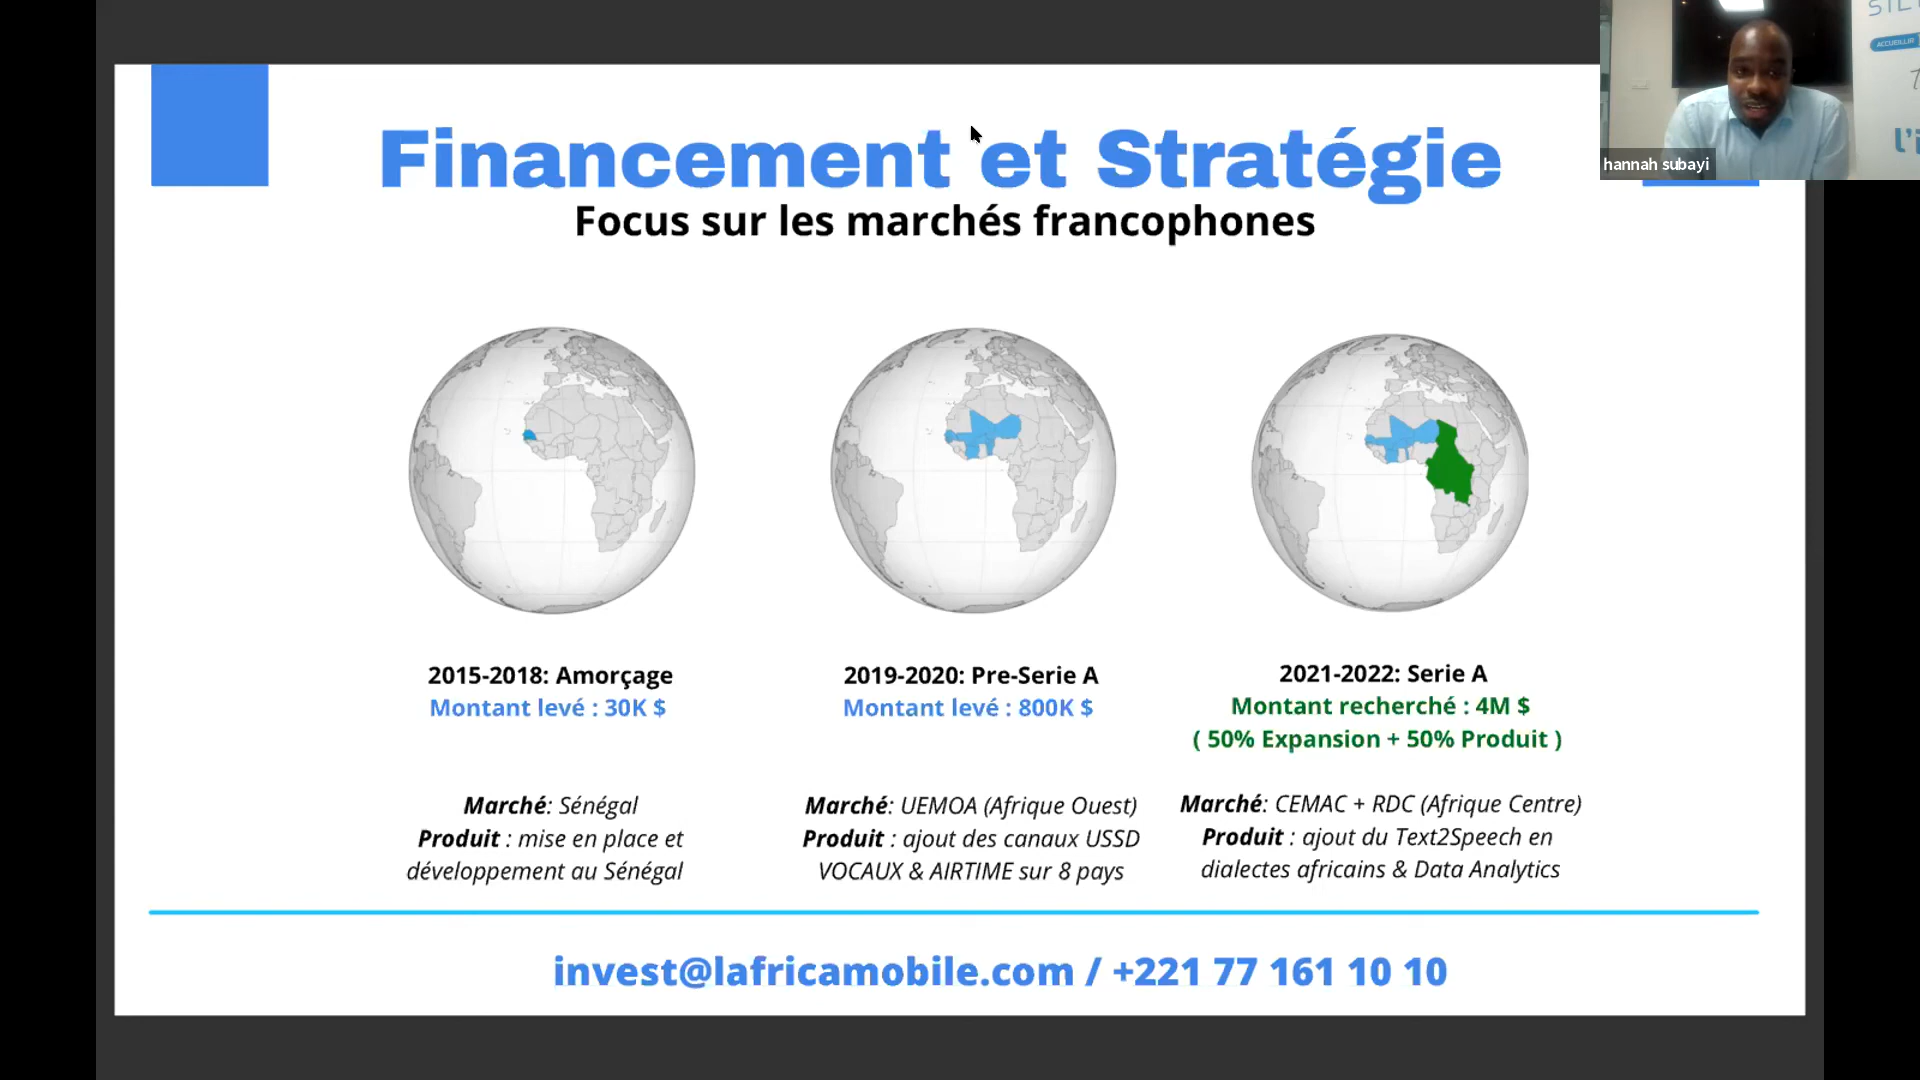 Financement et Stratégie
Focus sur les marchés francophones
ACCUEILLIR
hannah subayi
2015-2018: Amorçage
Montant levé : 30K $
Marché: Sénégal
Produit : mise en place et
développement au Sénégal
2019-2020: Pre-Serie A
Montant levé : 800K $
Marché: UEMOA (Afrique Ouest)
Produit : ajout des canaux USSD
VOCAUX & AIRTIME sur 8 pays
2021-2022: Serie A
Montant recherché : 4M $
( 50% Expansion + 50% Produit )
Marché: CEMAC + RDC (Afrique Centre)
Produit : ajout du Text2Speech en
dialectes africains & Data Analytics
invest@lafricamobile.com / +221 77 161 10 10